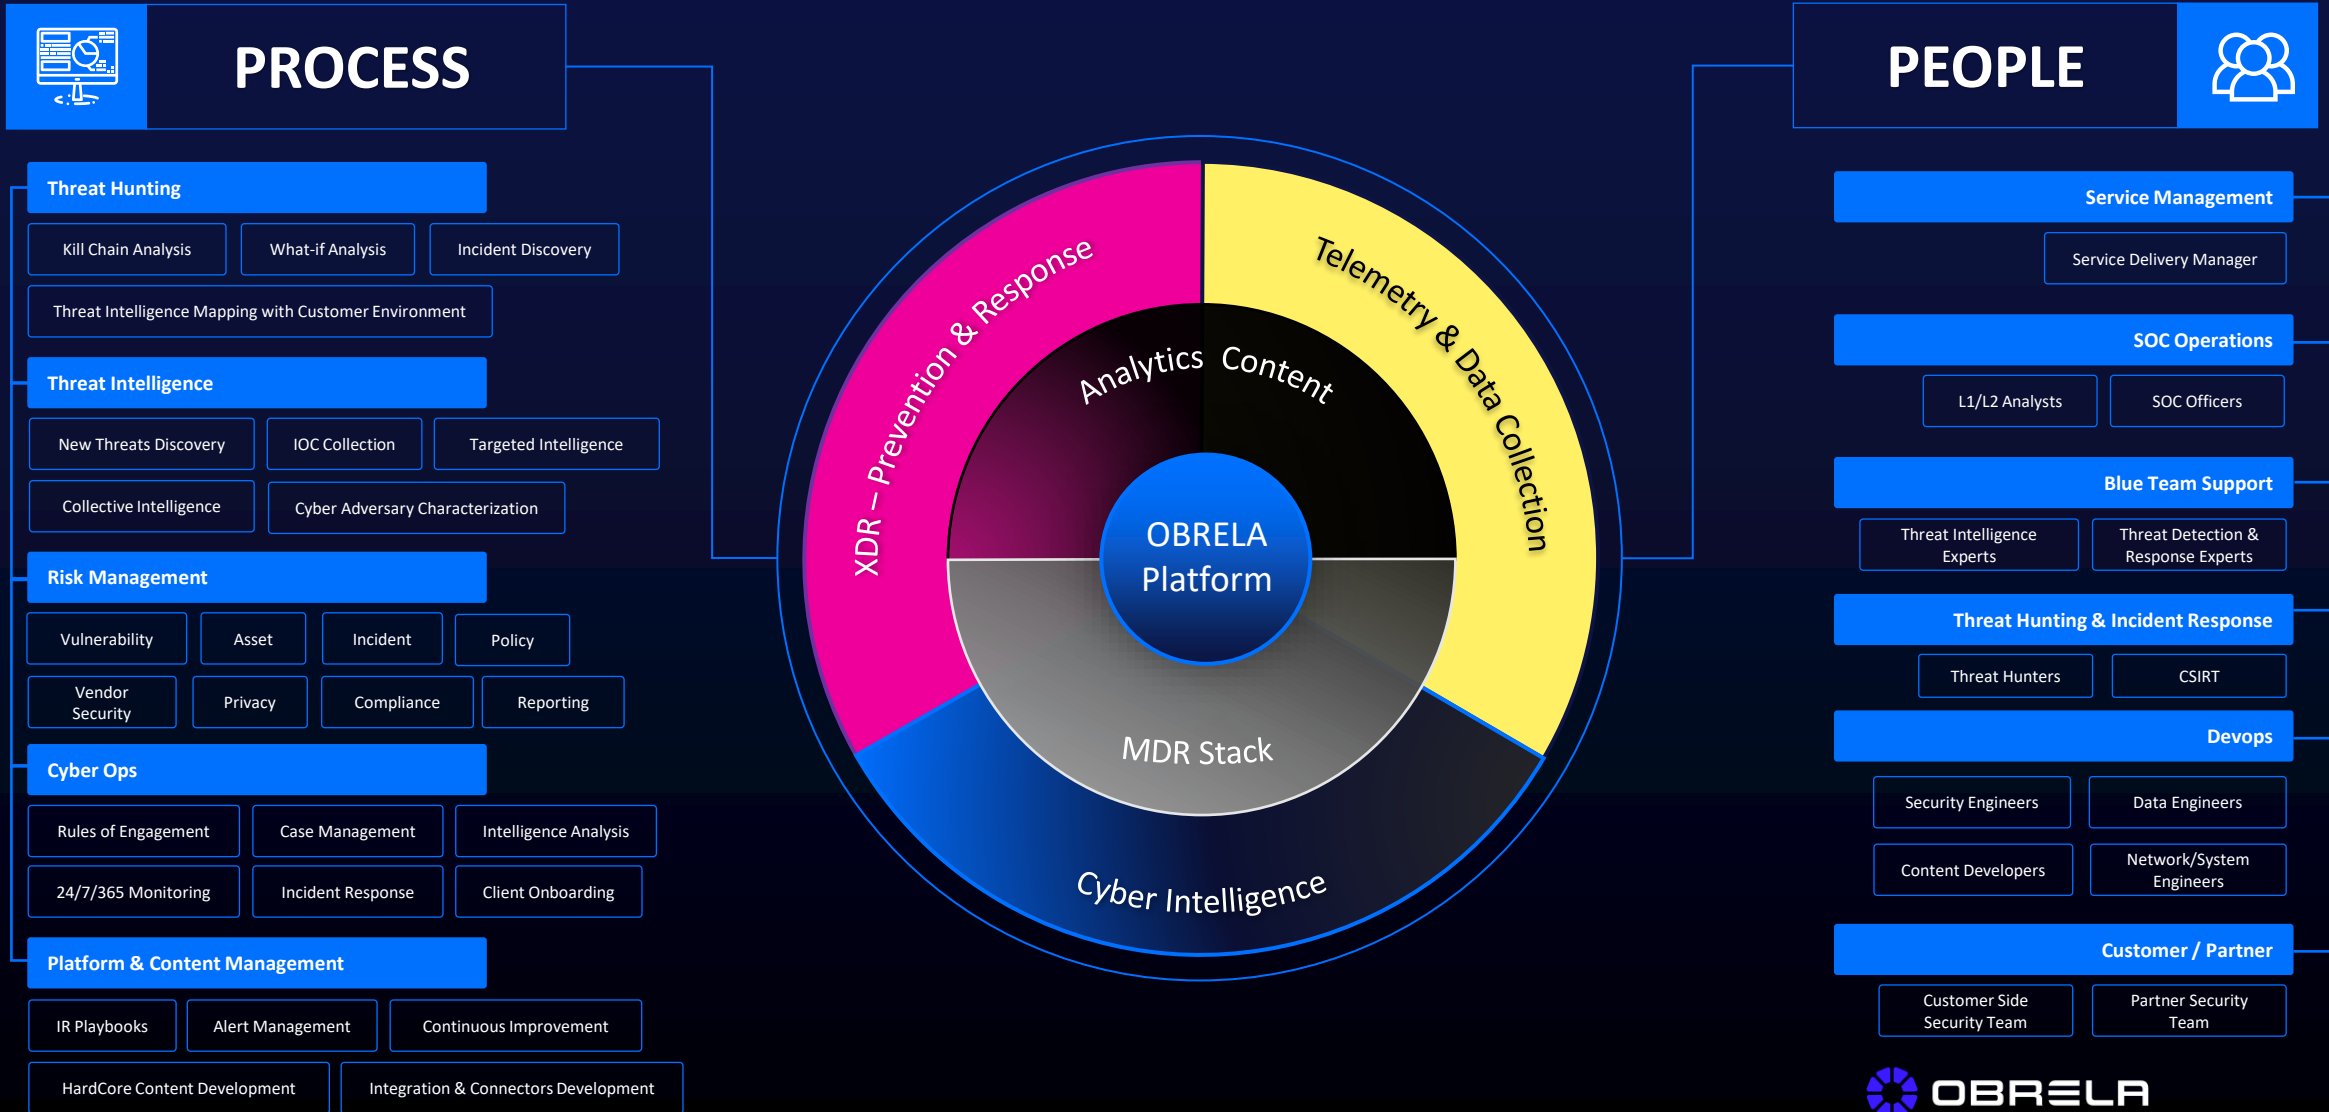 PROCESS
Threat Hunting
Kill Chain Analysis
What-if Analysis
Incident Discovery
Threat Intelligence Mapping with Customer Environment
Threat Intelligence
New Threats Discovery
IOC Collection
Targeted Intelligence
Collective Intelligence
Cyber Adversary Characterization
Risk Management
Vulnerability
Asset
Incident
Policy
Vendor
Security
Privacy
Compliance
Reporting
Cyber Ops
Rules of Engagement
Case Management
Intelligence Analysis
24/7/365 Monitoring
Incident Response
Client Onboarding
Platform & Content Management
IR Playbooks
Alert Management
Continuous Improvement
HardCore Content Development
Integration & Connectors Development
XDR – Prevention & Response
Telemetry & Data Collection
Analytics
Content
OBRELA
Platform
MDR Stack
Cyber Intelligence
PEOPLE
Service Management
Service Delivery Manager
SOC Operations
L1/L2 Analysts
SOC Officers
Blue Team Support
Threat Intelligence
Experts
Threat Detection &
Response Experts
Threat Hunting & Incident Response
Threat Hunters
CSIRT
Devops
Security Engineers
Data Engineers
Content Developers
Network/System
Engineers
Customer / Partner
Customer Side
Security Team
Partner Security
Team
OBRELA